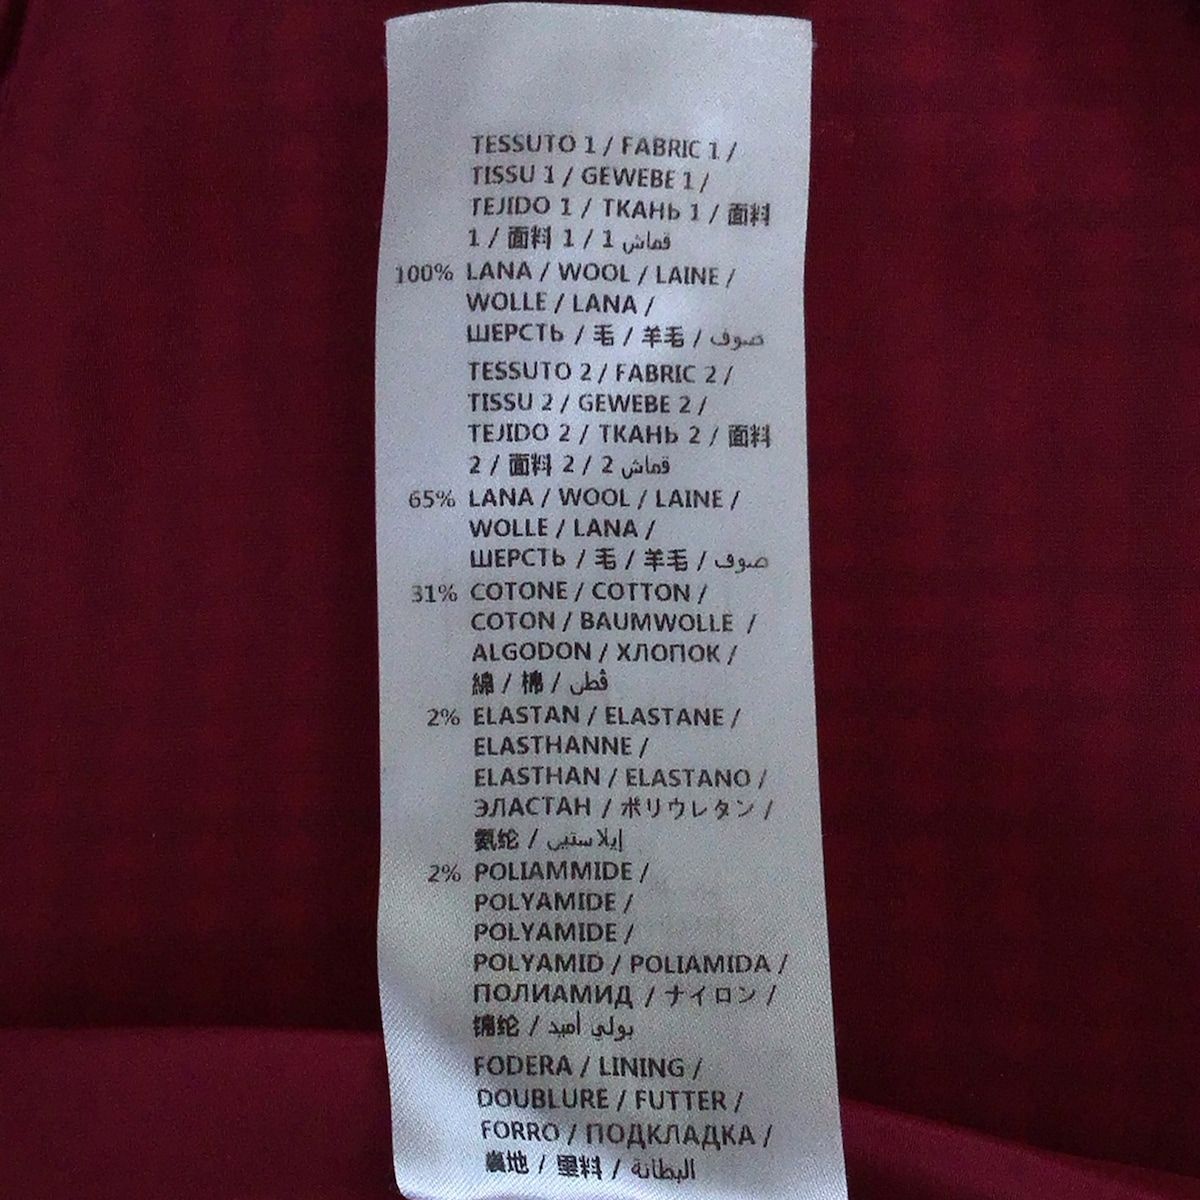 TESSUTO 1 / FABRIC 1 /
TISSU 1 / GEWEBE 1 /
TEJIDO 1 / ТКАНЬ 1 / 面料
1 / 面料 1 / 1 قماش
100% LANA / WOOL / LAINE /
WOLLE / LANA /
ШЕРСТЬ / 毛 / 羊毛 / صوف
TESSUTO 2 / FABRIC 2 /
TISSU 2 / GEWEBE 2 /
TEJIDO 2 / ТКАНЬ 2 / 面料
2 / 面料 2 / 2 قماش
65% LANA / WOOL / LAINE /
WOLLE / LANA /
ШЕРСТЬ / 毛 / 羊毛 / صوف
31% COTONE / COTTON /
COTON / BAUMWOLLE /
ALGODON / ХЛОПОК /
綿 / 棉 / قطن
2% ELASTAN / ELASTANE /
ELASTHANNE /
ELASTHAN / ELASTANO /
ЭЛАСТАН / ポリウレタン /
氨纶 / إيلاستيى
2% POLIAMMIDE /
POLYAMIDE /
POLYAMIDE /
POLYAMID / POLIAMIDA /
ПОЛИАМИД / ナイロン /
锦纶 / بولي أميد
FODERA / LINING /
DOUBLURE / FUTTER /
FORRO / ПОДКЛАДКА /
裏地 / 里料 / البطانة